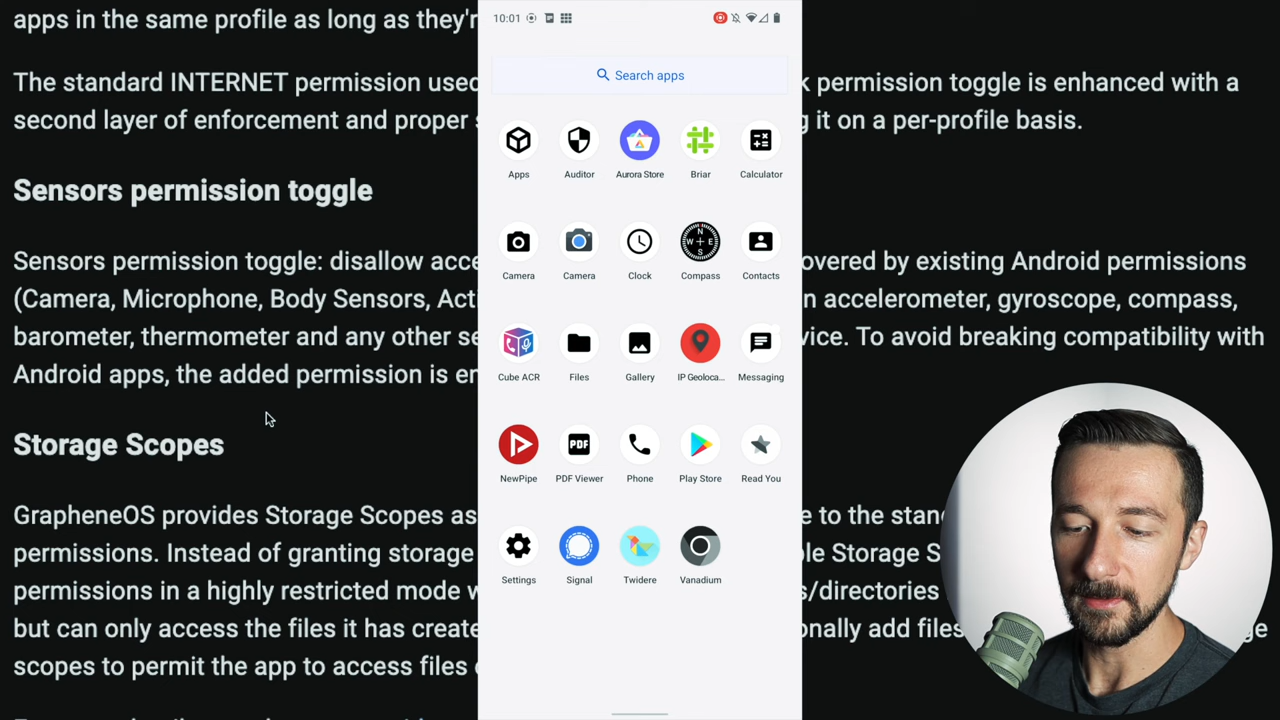 apps in the same profile as long as they'r
The standard INTERNET permission used
k permission toggle is enhanced with a
second layer of enforcement and proper s
g it on a per-profile basis.
Sensors permission toggle
Sensors permission toggle: disallow acce
overed by existing Android permissions
(Camera, Microphone, Body Sensors, Acti
n accelerometer, gyroscope, compass,
barometer, thermometer and any other se
vice. To avoid breaking compatibility with
Android apps, the added permission is en
Storage Scopes
GrapheneOS provides Storage Scopes as
e to the stan
permissions. Instead of granting storage
ble Storage S
permissions in a highly restricted mode w
s/directories
but can only access the files it has create
onally add files
ge
scopes to permit the app to access files
10:01
Search apps
Apps
Auditor
Aurora Store
Briar
Calculator
Camera
Camera
Clock
Compass
Contacts
Cube ACR
Files
Gallery
IP Geoloca...
Messaging
NewPipe
PDF
PDF Viewer
Phone
Play Store
Read You
Settings
Signal
Twidere
Vanadium
N
W E
S